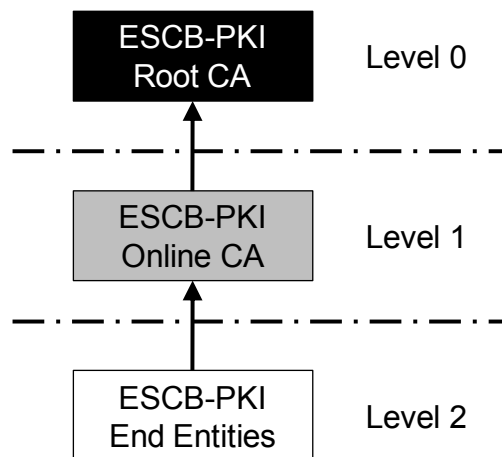 ESCB-PKI
Root CA
Level 0
ESCB-PKI
Online CA
Level 1
ESCB-PKI
End Entities
Level 2